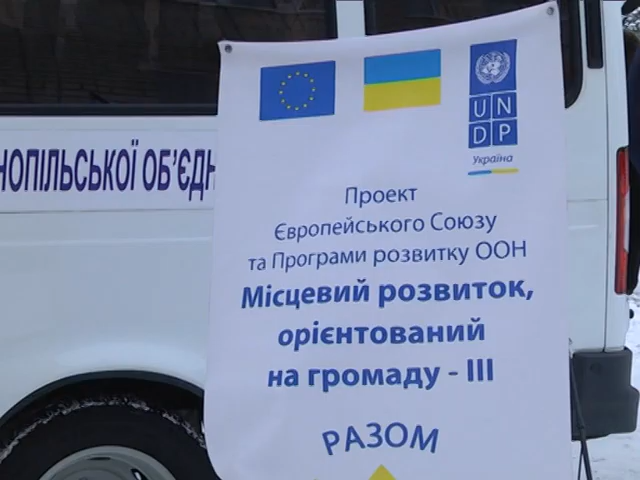 НОПІЛЬСЬКОЇ ОБ'ЄДН
UN
DP
Україна
Проект
Європейського Союзу
та Програми розвитку ООН
Місцевий розвиток,
орієнтований
на громаду - III
РАЗОМ